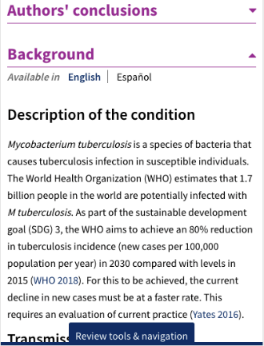 Authors' conclusions
Background
Available in English | Español
Description of the condition
Mycobacterium tuberculosis is a species of bacteria that
causes tuberculosis infection in susceptible individuals.
The World Health Organization (WHO) estimates that 1.7
billion people in the world are potentially infected with
M tuberculosis. As part of the sustainable development
goal (SDG) 3, the WHO aims to achieve an 80% reduction
in tuberculosis incidence (new cases per 100,000
population per year) in 2030 compared with levels in
2015 (WHO 2018). For this to be achieved, the current
decline in new cases must be at a faster rate. This
requires an evaluation of current practice (Yates 2016).
Review tools & navigation